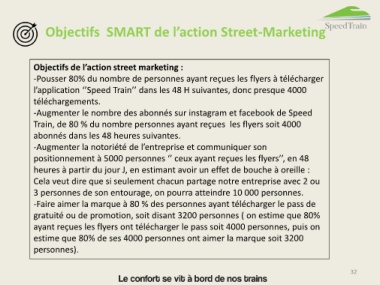 Objectifs  SMART de l'action Street-Marketing
SpeedTrain
Objectifs de l'action street marketing :
-Pousser 80% du nombre de personnes ayant reçues les flyers à télécharger
l'application ''Speed Train'' dans les 48 H suivantes, donc presque 4000
téléchargements.
-Augmenter le nombre des abonnés sur instagram et facebook de Speed
Train, de 80 % du nombre personnes ayant reçues  les flyers soit 4000
abonnés dans les 48 heures suivantes.
-Augmenter la notoriété de l'entreprise et communiquer son
positionnement à 5000 personnes '' ceux ayant reçues les flyers'', en 48
heures à partir du jour J, en estimant avoir un effet de bouche à oreille :
Cela veut dire que si seulement chacun partage notre entreprise avec 2 ou
3 personnes de son entourage, on pourra atteindre 10 000 personnes.
-Faire aimer la marque à 80 % des personnes ayant télécharger le pass de
gratuité ou de promotion, soit disant 3200 personnes ( on estime que 80%
ayant reçues les flyers ont télécharger le pass soit 4000 personnes, puis on
estime que 80% de ses 4000 personnes ont aimer la marque soit 3200
personnes).
32
Le confort se vit à bord de nos trains